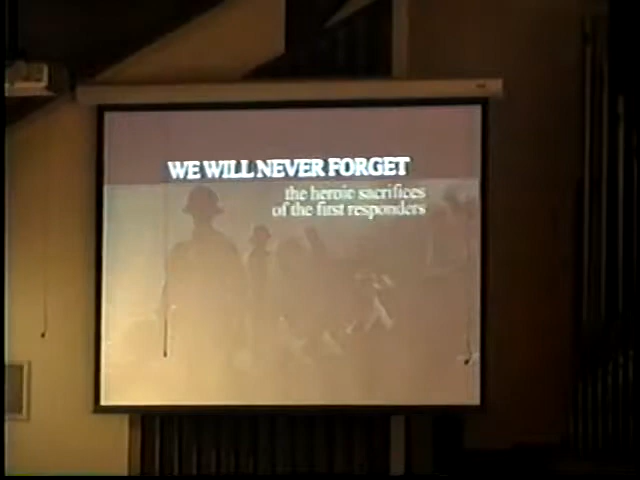 WE WILL NEVER FORGET
the heroic sacrifices
of the first responders